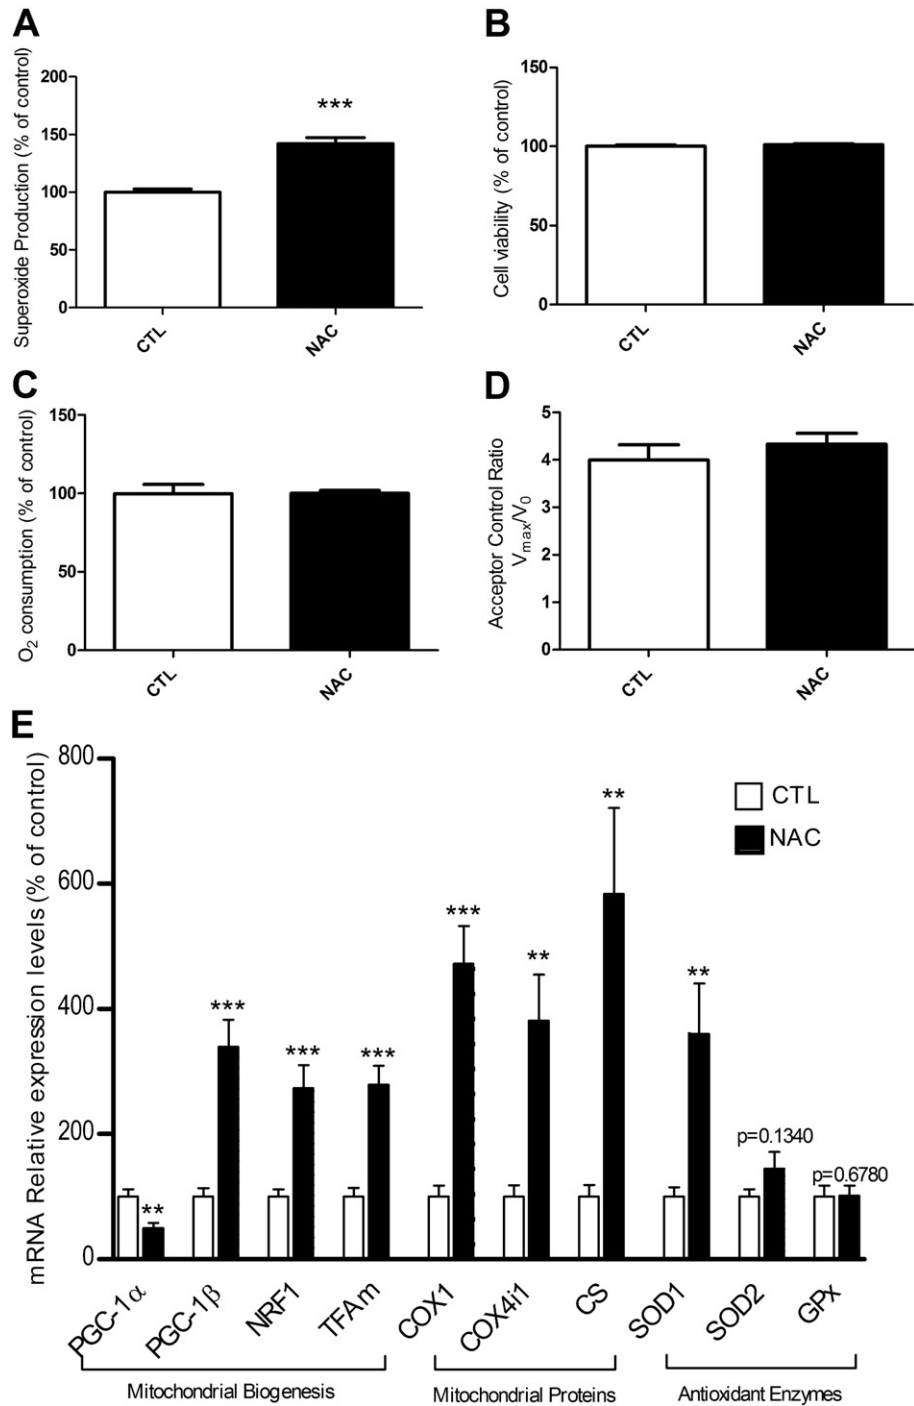 A
Superoxide Production (% of control)
200
150
100
50
0
***
CTL
NAC
B
Cell viability (% of control)
150
100
50
0
CTL
NAC
C
O₂ consumption (% of control)
150
100
50
0
CTL
NAC
D
Acceptor Control Ratio
Vmax/V₀
5
4
3
2
1
0
CTL
NAC
E
mRNA Relative expression levels (% of control)
800
600
400
200
0
CTL
NAC
**
***
***
***
***
**
**
**
p=0.1340
p=0.6780
PGC-1α
PGC-1β
NRF1
TFAm
COX1
COX4i1
CS
SOD1
SOD2
GPx
Mitochondrial Biogenesis
Mitochondrial Proteins
Antioxidant Enzymes